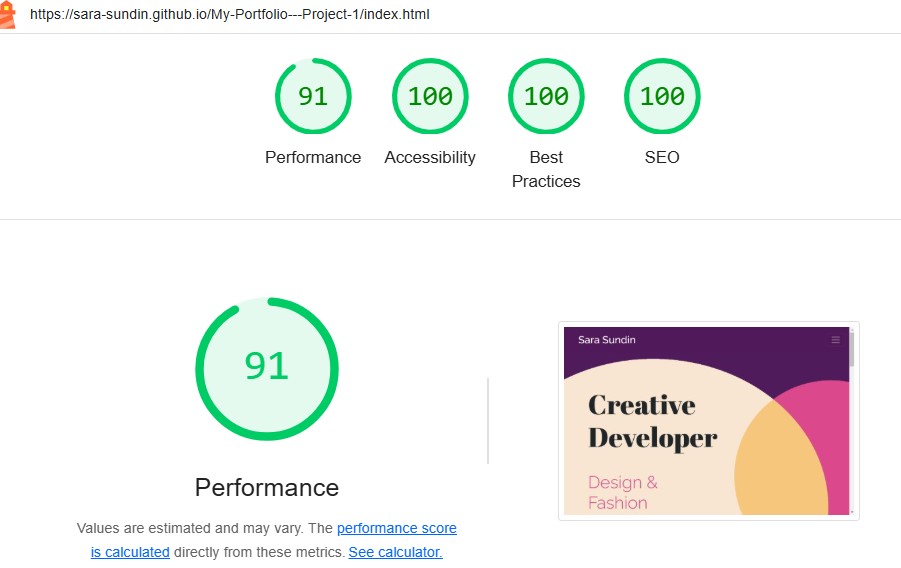 https://sara-sundin.github.io/My-Portfolio---Project-1/index.html
91 100 100 100
Performance Accessibility Best Practices SEO
91
Performance
Values are estimated and may vary. The performance score
is calculated directly from these metrics. See calculator.
Sara Sundin
Creative
Developer
Design &
Fashion